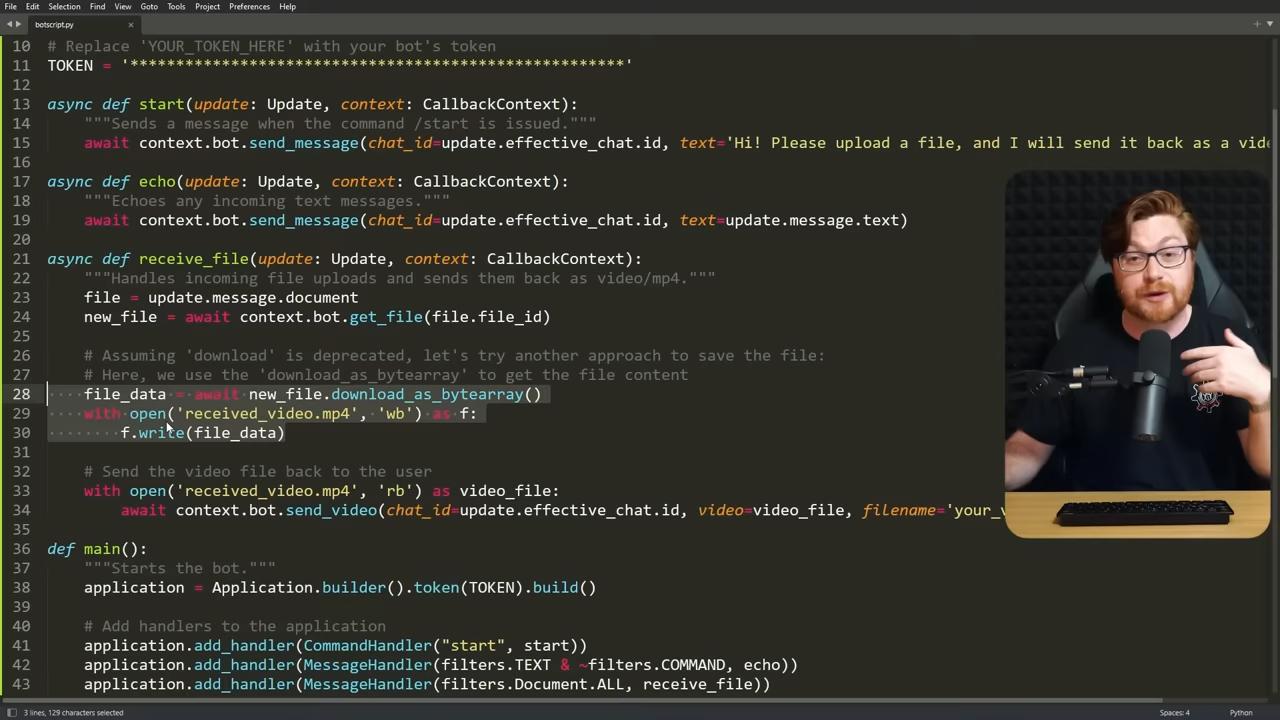 File Edit Selection Find View Goto Tools Project Preferences Help
botscript.py
10 # Replace 'YOUR_TOKEN_HERE' with your bot's token
11 TOKEN = '******************************************************'
12
13 async def start(update: Update, context: CallbackContext):
14 """Sends a message when the command /start is issued."""
15 await context.bot.send_message(chat_id=update.effective_chat.id, text='Hi! Please upload a file, and I will send it back as a vide
16
17 async def echo(update: Update, context: CallbackContext):
18 """Echoes any incoming text messages."""
19 await context.bot.send_message(chat_id=update.effective_chat.id, text=update.message.text)
20
21 async def receive_file(update: Update, context: CallbackContext):
22 """Handles incoming file uploads and sends them back as video/mp4."""
23 file = update.message.document
24 new_file = await context.bot.get_file(file.file_id)
25
26 # Assuming 'download' is deprecated, let's try another approach to save the file:
27 # Here, we use the 'download_as_bytearray' to get the file content
28 file_data = await new_file.download_as_bytearray()
29 with open('received_video.mp4', 'wb') as f:
30 f.write(file_data)
31
32 # Send the video file back to the user
33 with open('received_video.mp4', 'rb') as video_file:
34 await context.bot.send_video(chat_id=update.effective_chat.id, video=video_file, filename='your_v
35
36 def main():
37 """Starts the bot."""
38 application = Application.builder().token(TOKEN).build()
39
40 # Add handlers to the application
41 application.add_handler(CommandHandler("start", start))
42 application.add_handler(MessageHandler(filters.TEXT & ~filters.COMMAND, echo))
43 application.add_handler(MessageHandler(filters.Document.ALL, receive_file))
3 lines, 129 characters selected
Spaces: 4
Python